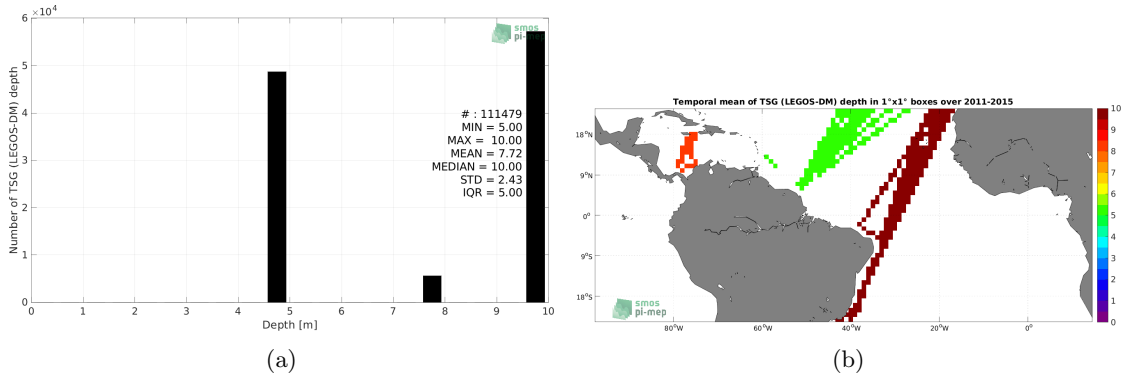 6 ×10⁴
5
4
3
2
1
0
Number of TSG (LEGOS-DM) depth
smos
pi-mep
# : 111479
MIN = 5.00
MAX = 10.00
MEAN = 7.72
MEDIAN = 10.00
STD = 2.43
IQR = 5.00
0 1 2 3 4 5 6 7 8 9 10
Depth [m]
(a)
Temporal mean of TSG (LEGOS-DM) depth in 1°x1° boxes over 2011-2015
18°N
9°N
0°
9°S
18°S
smos
pi-mep
80°W 60°W 40°W 20°W 0°
10
9
8
7
6
5
4
3
2
1
0
(b)